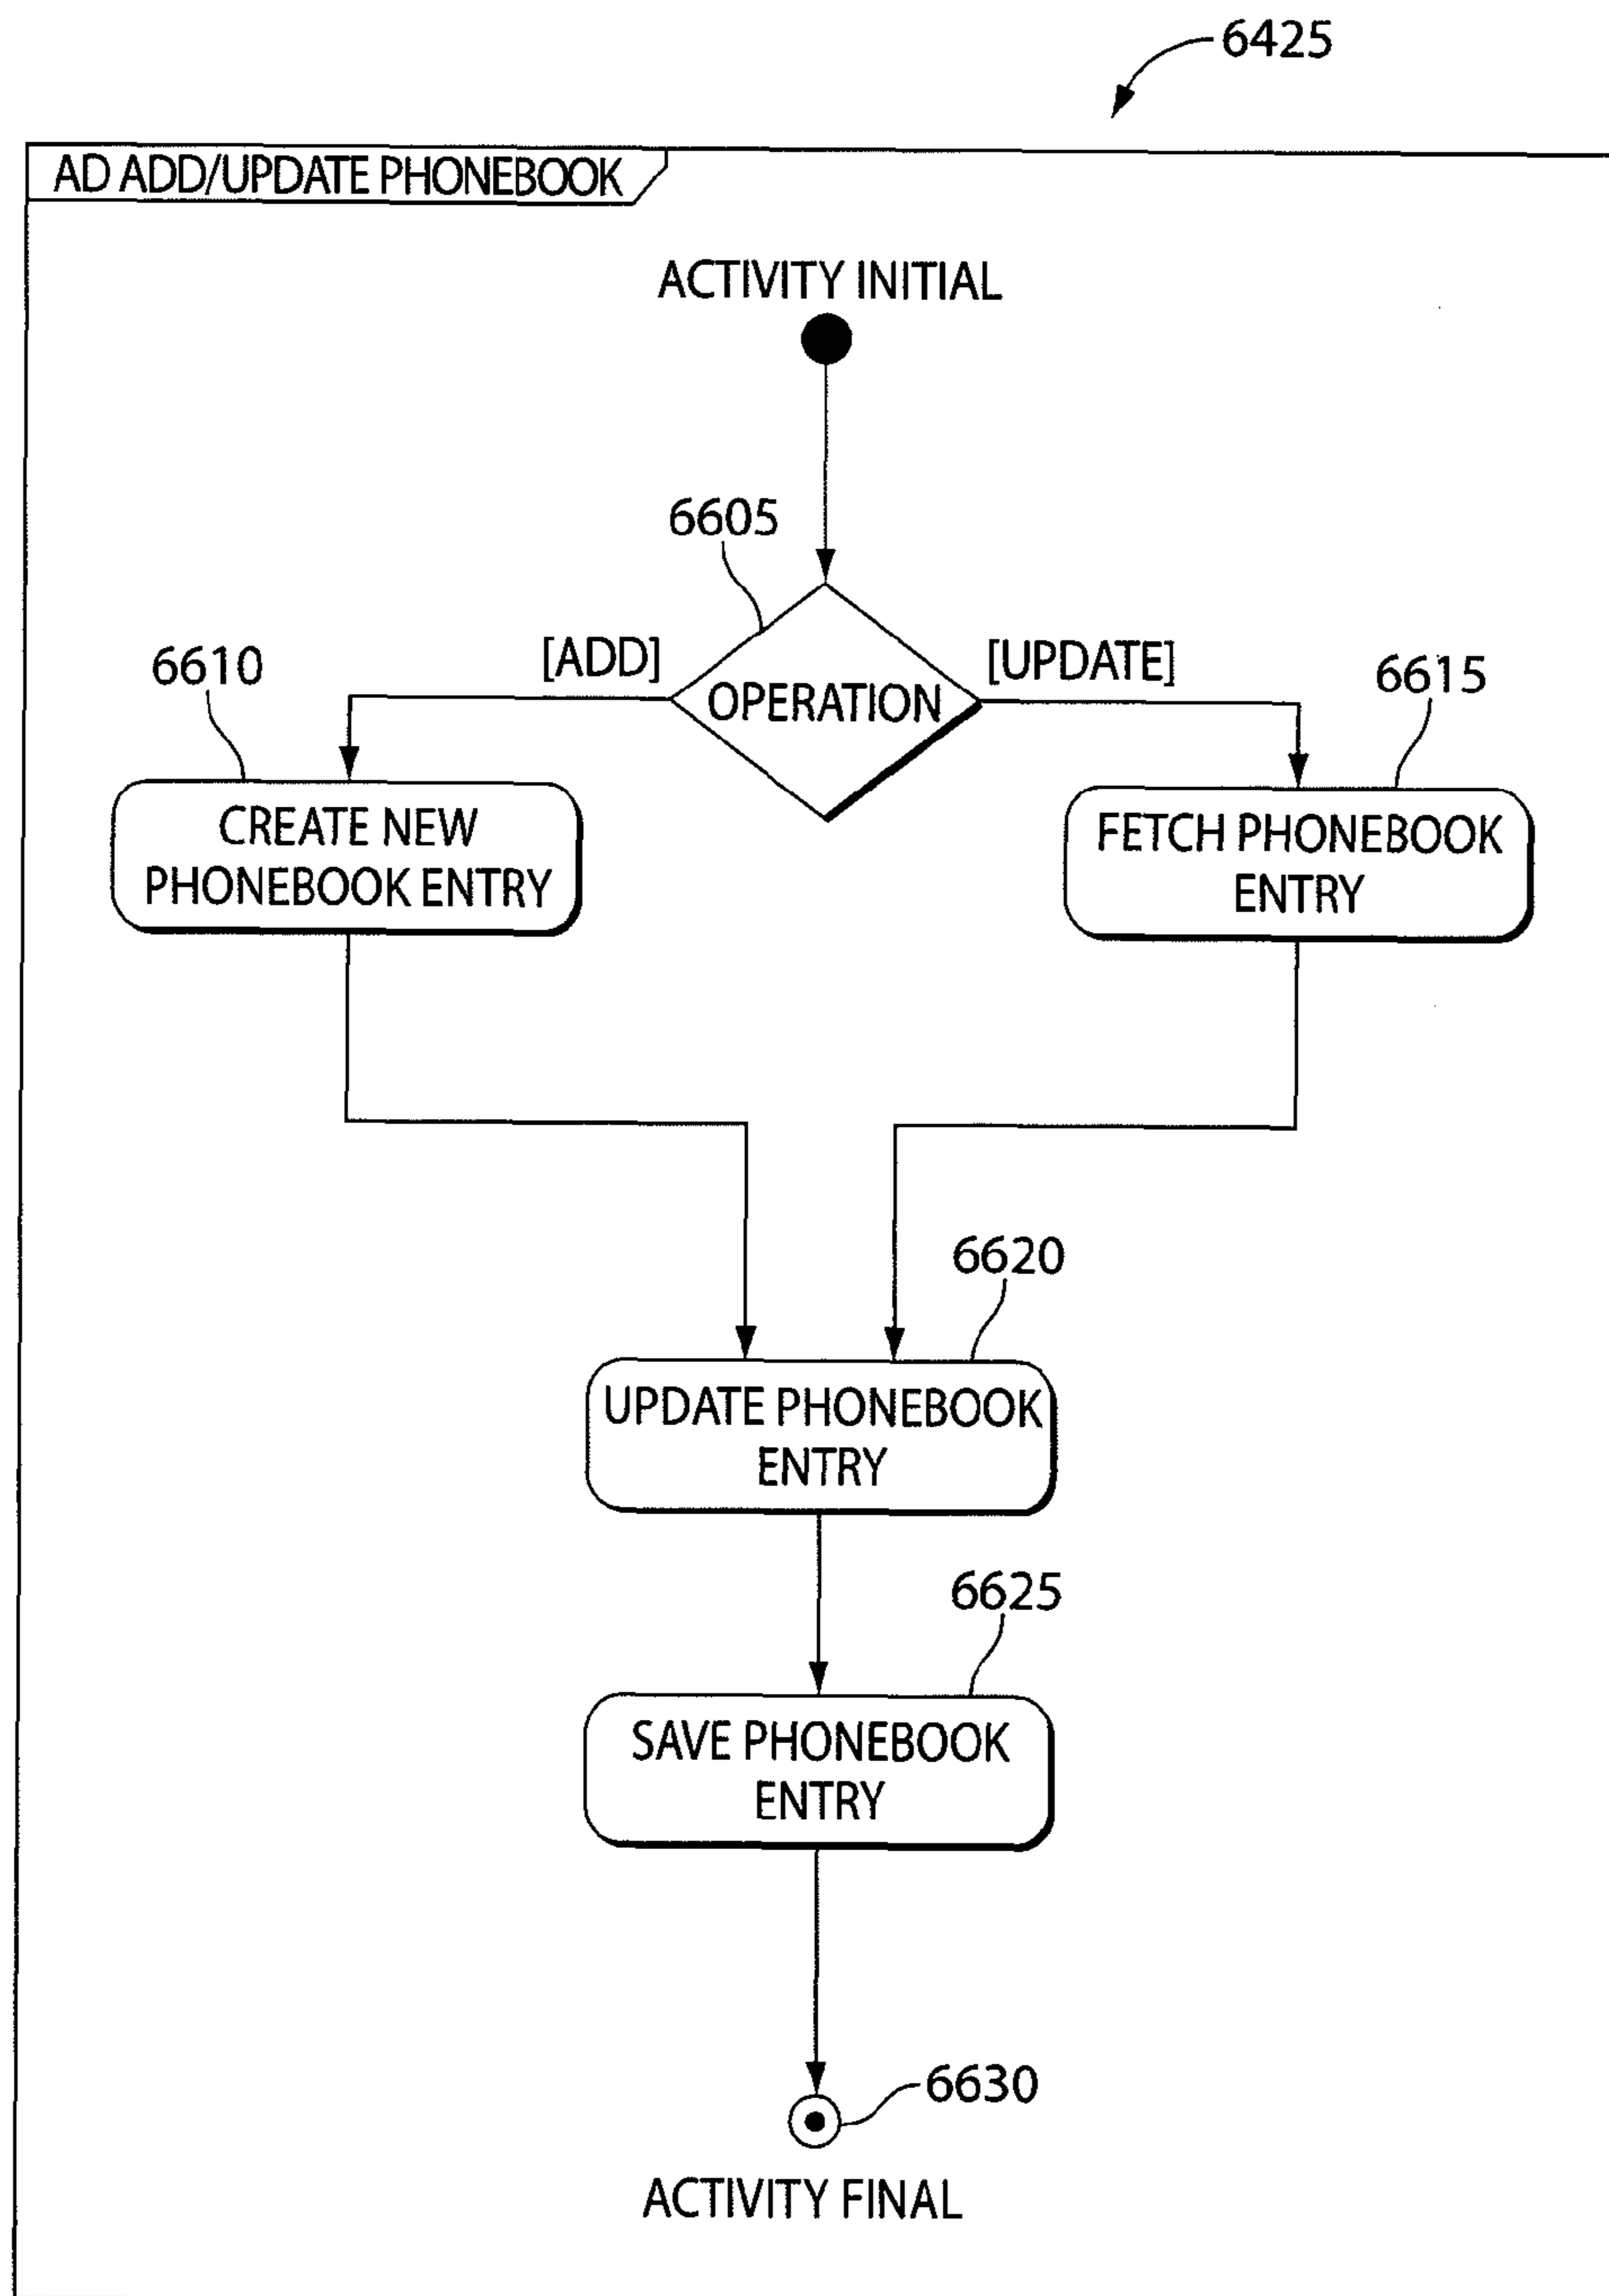 6425
AD ADD/UPDATE PHONEBOOK
ACTIVITY INITIAL
6605
[ADD]
[UPDATE]
6610
OPERATION
6615
CREATE NEW
PHONEBOOK ENTRY
FETCH PHONEBOOK
ENTRY
6620
UPDATE PHONEBOOK
ENTRY
6625
SAVE PHONEBOOK
ENTRY
6630
ACTIVITY FINAL